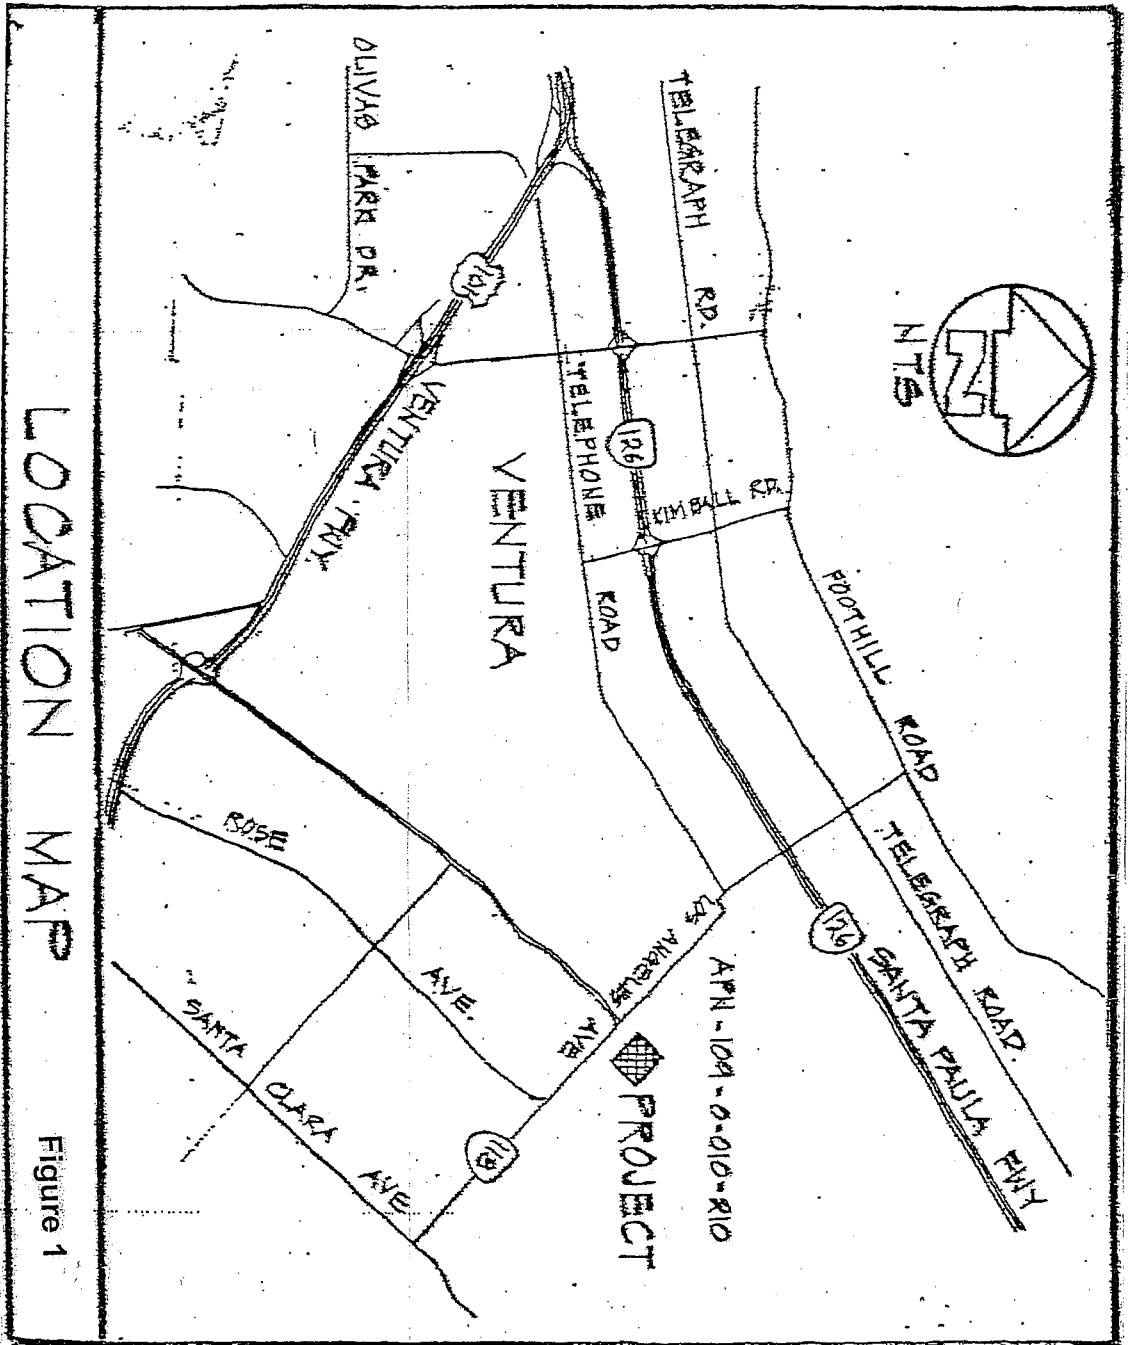 N
NTS
FOOTHILL ROAD
TELEGRAPH RD.
TELEGRAPH ROAD.
KIMBALL RD.
126
126
SANTA PAULA FWY
TELEPHONE ROAD
OLIVAS PARK DR.
101
VENTURA FWY.
VENTURA
LOS ANGELES AVE
APN-109-0-010-210
PROJECT
118
ROSE AVE.
SANTA CLARA AVE
LOCATION MAP
Figure 1